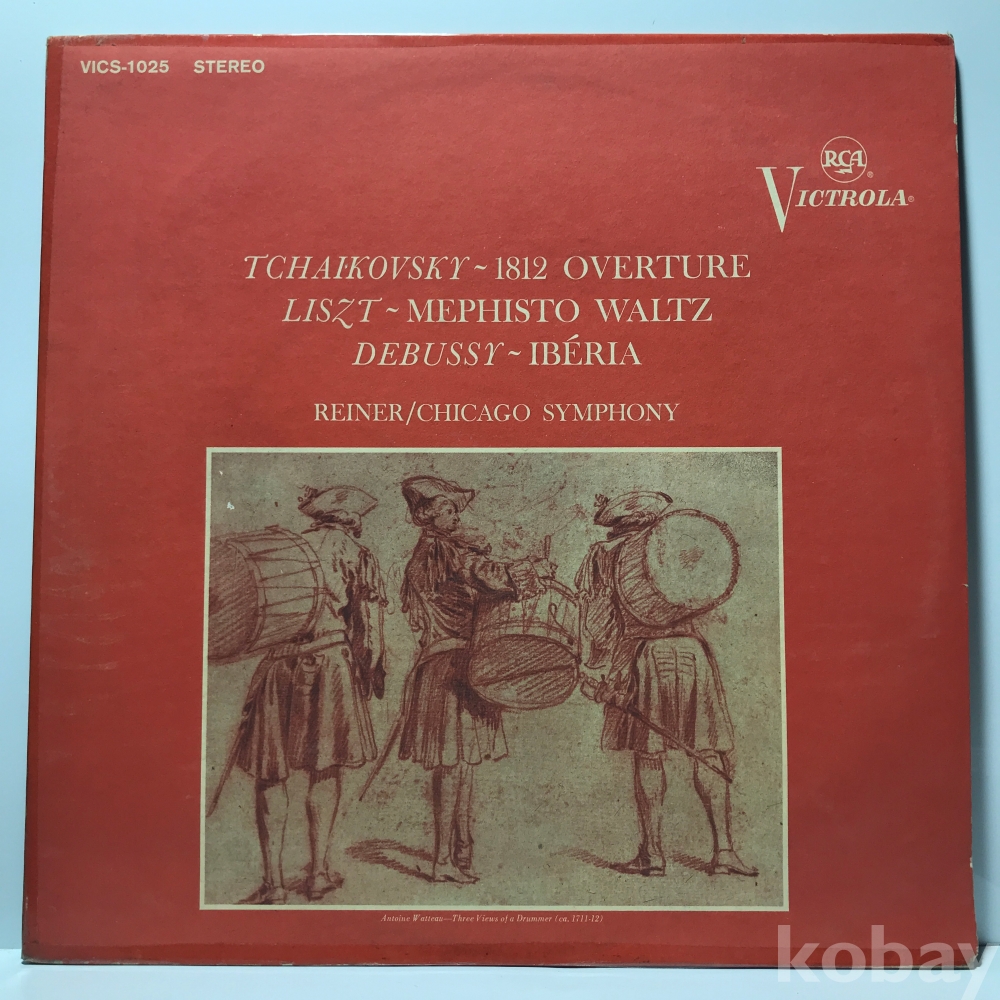 VICS-1025 STEREO
RCA ®
VICTROLA®
TCHAIKOVSKY ~ 1812 OVERTURE
LISZT ~ MEPHISTO WALTZ
DEBUSSY ~ IBÉRIA
REINER/CHICAGO SYMPHONY
Antoine Watteau—Three Views of a Drummer (ca. 1711-12)
kobay